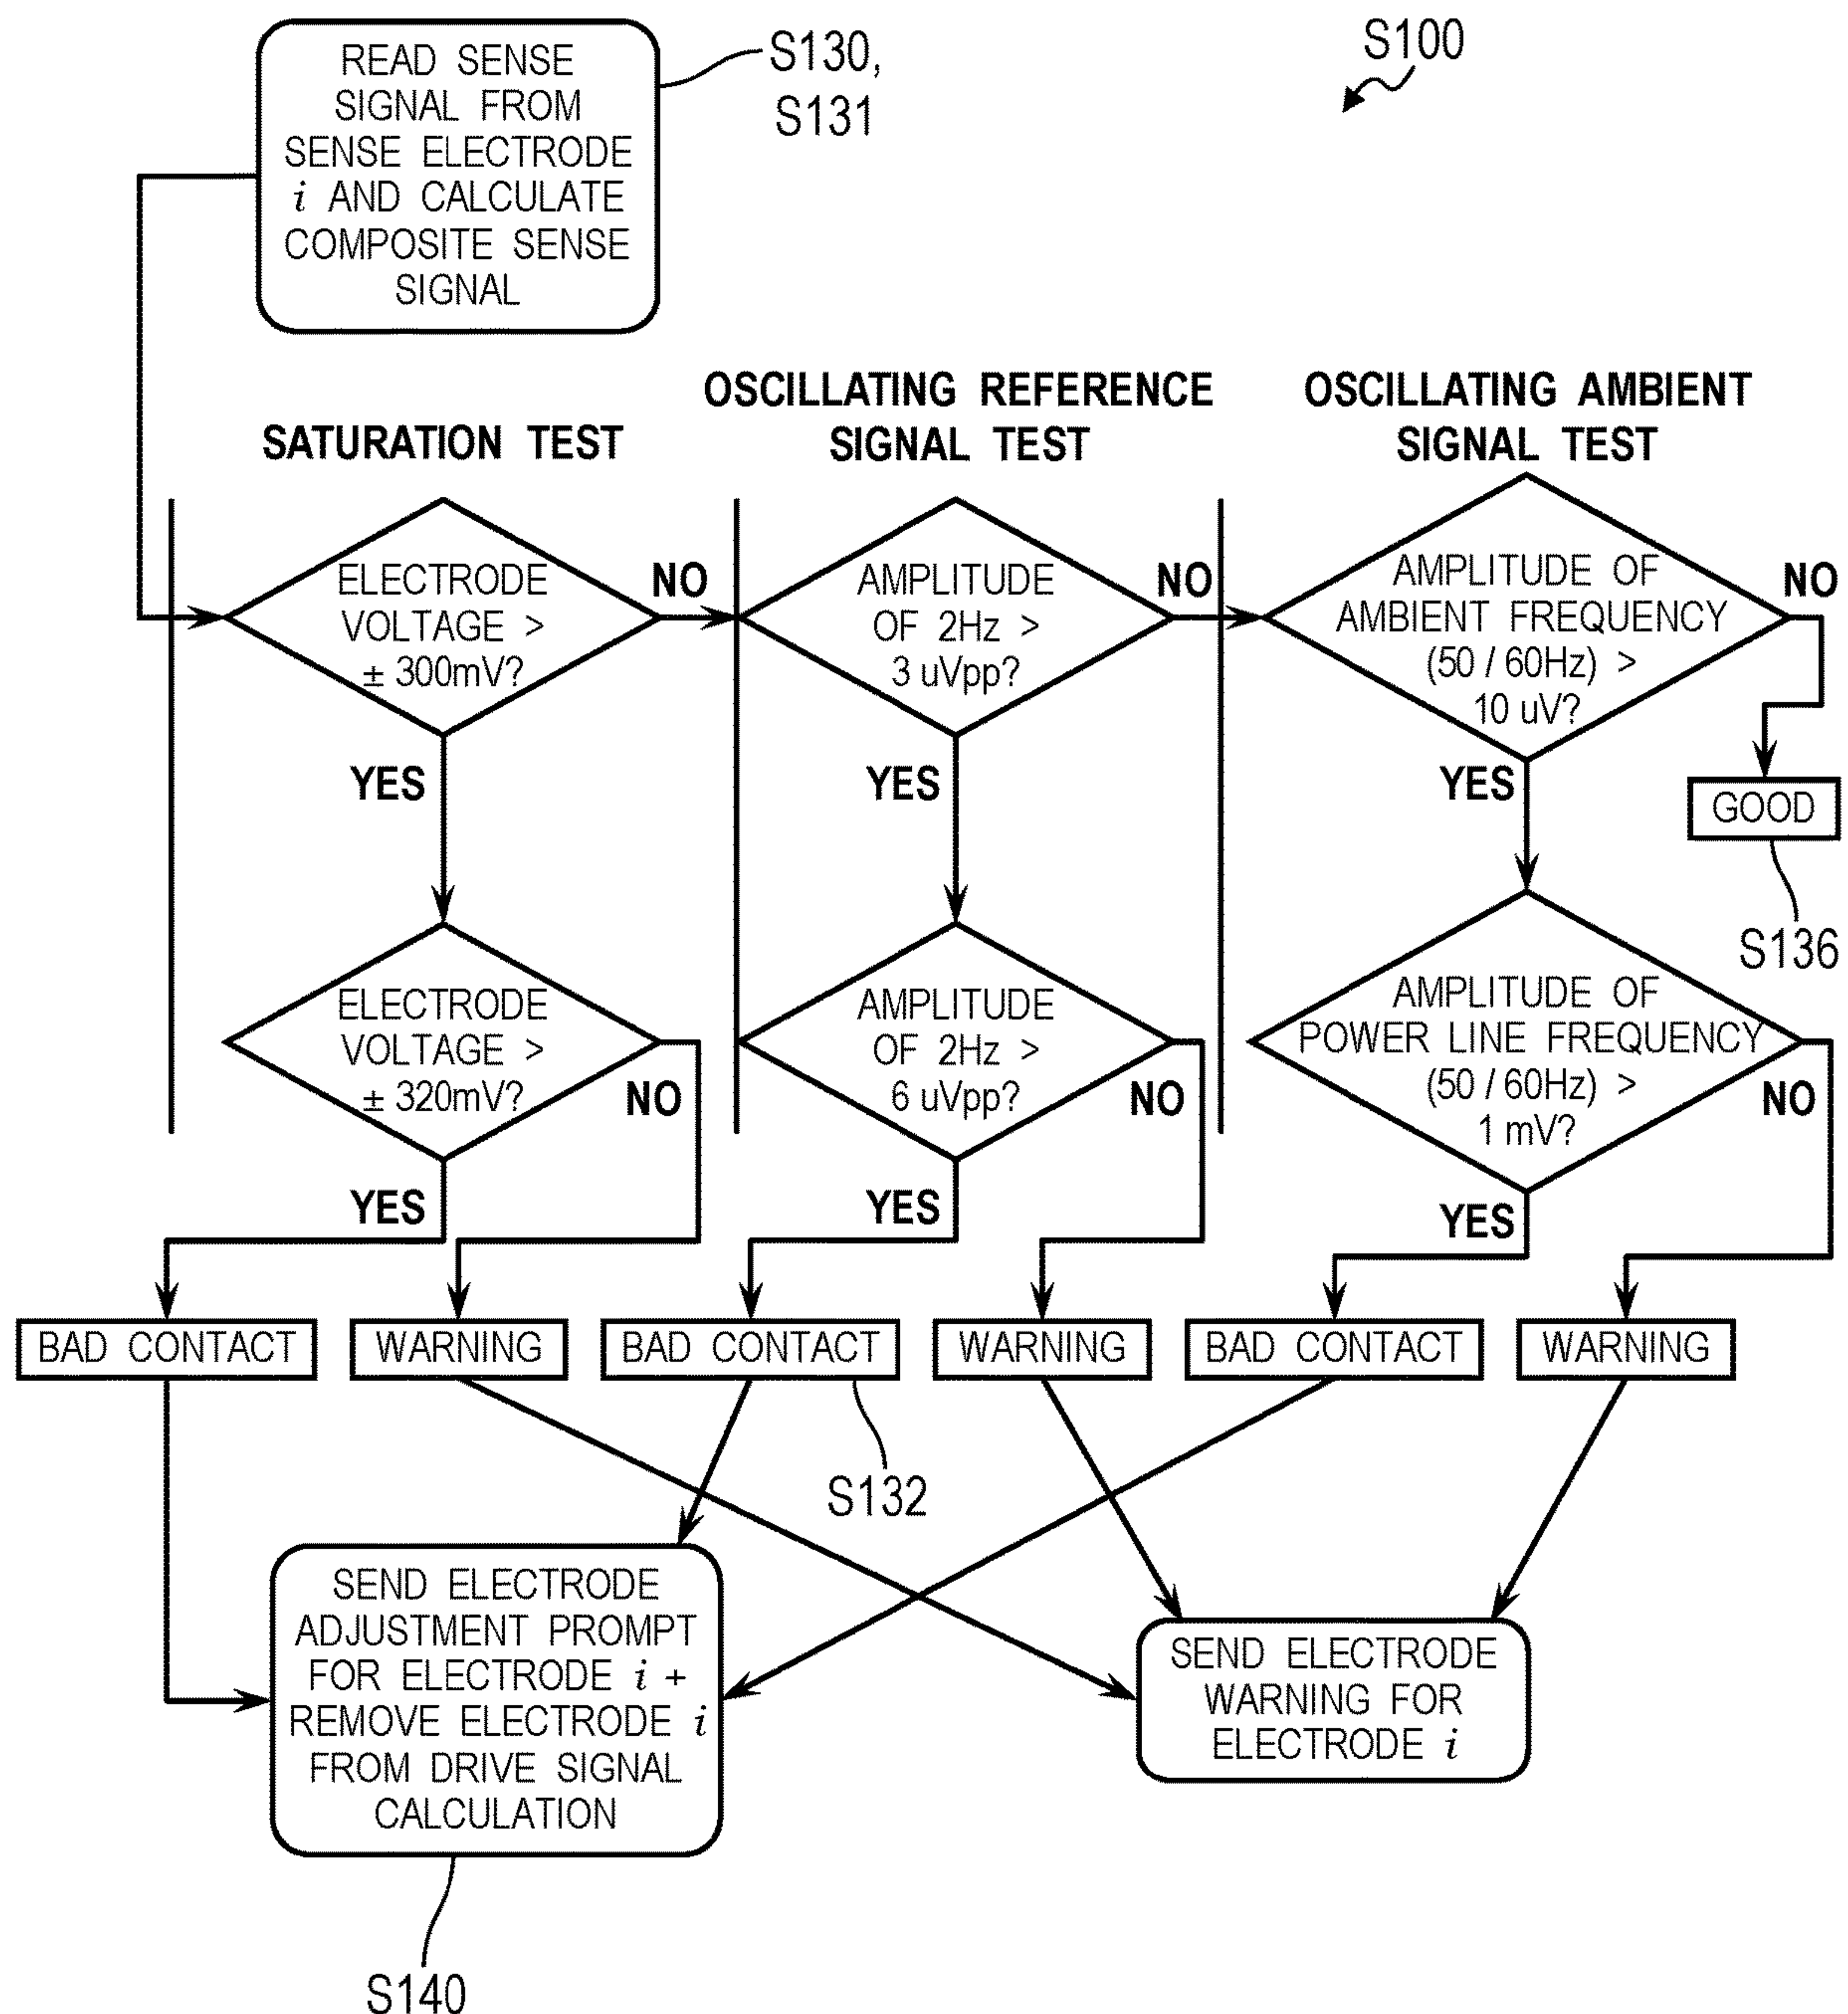 READ SENSE
SIGNAL FROM
SENSE ELECTRODE
i AND CALCULATE
COMPOSITE SENSE
SIGNAL
S130,
S131
S100
SATURATION TEST
OSCILLATING REFERENCE
SIGNAL TEST
OSCILLATING AMBIENT
SIGNAL TEST
ELECTRODE
VOLTAGE >
± 300mV?
NO
YES
AMPLITUDE
OF 2Hz >
3 uVpp?
NO
YES
AMPLITUDE OF
AMBIENT FREQUENCY
(50 / 60Hz) >
10 uV?
NO
YES
GOOD
S136
ELECTRODE
VOLTAGE >
± 320mV?
NO
YES
AMPLITUDE
OF 2Hz >
6 uVpp?
NO
YES
AMPLITUDE OF
POWER LINE FREQUENCY
(50 / 60Hz) >
1 mV?
NO
YES
BAD CONTACT
WARNING
BAD CONTACT
WARNING
BAD CONTACT
WARNING
S132
SEND ELECTRODE
ADJUSTMENT PROMPT
FOR ELECTRODE i +
REMOVE ELECTRODE i
FROM DRIVE SIGNAL
CALCULATION
SEND ELECTRODE
WARNING FOR
ELECTRODE i
S140